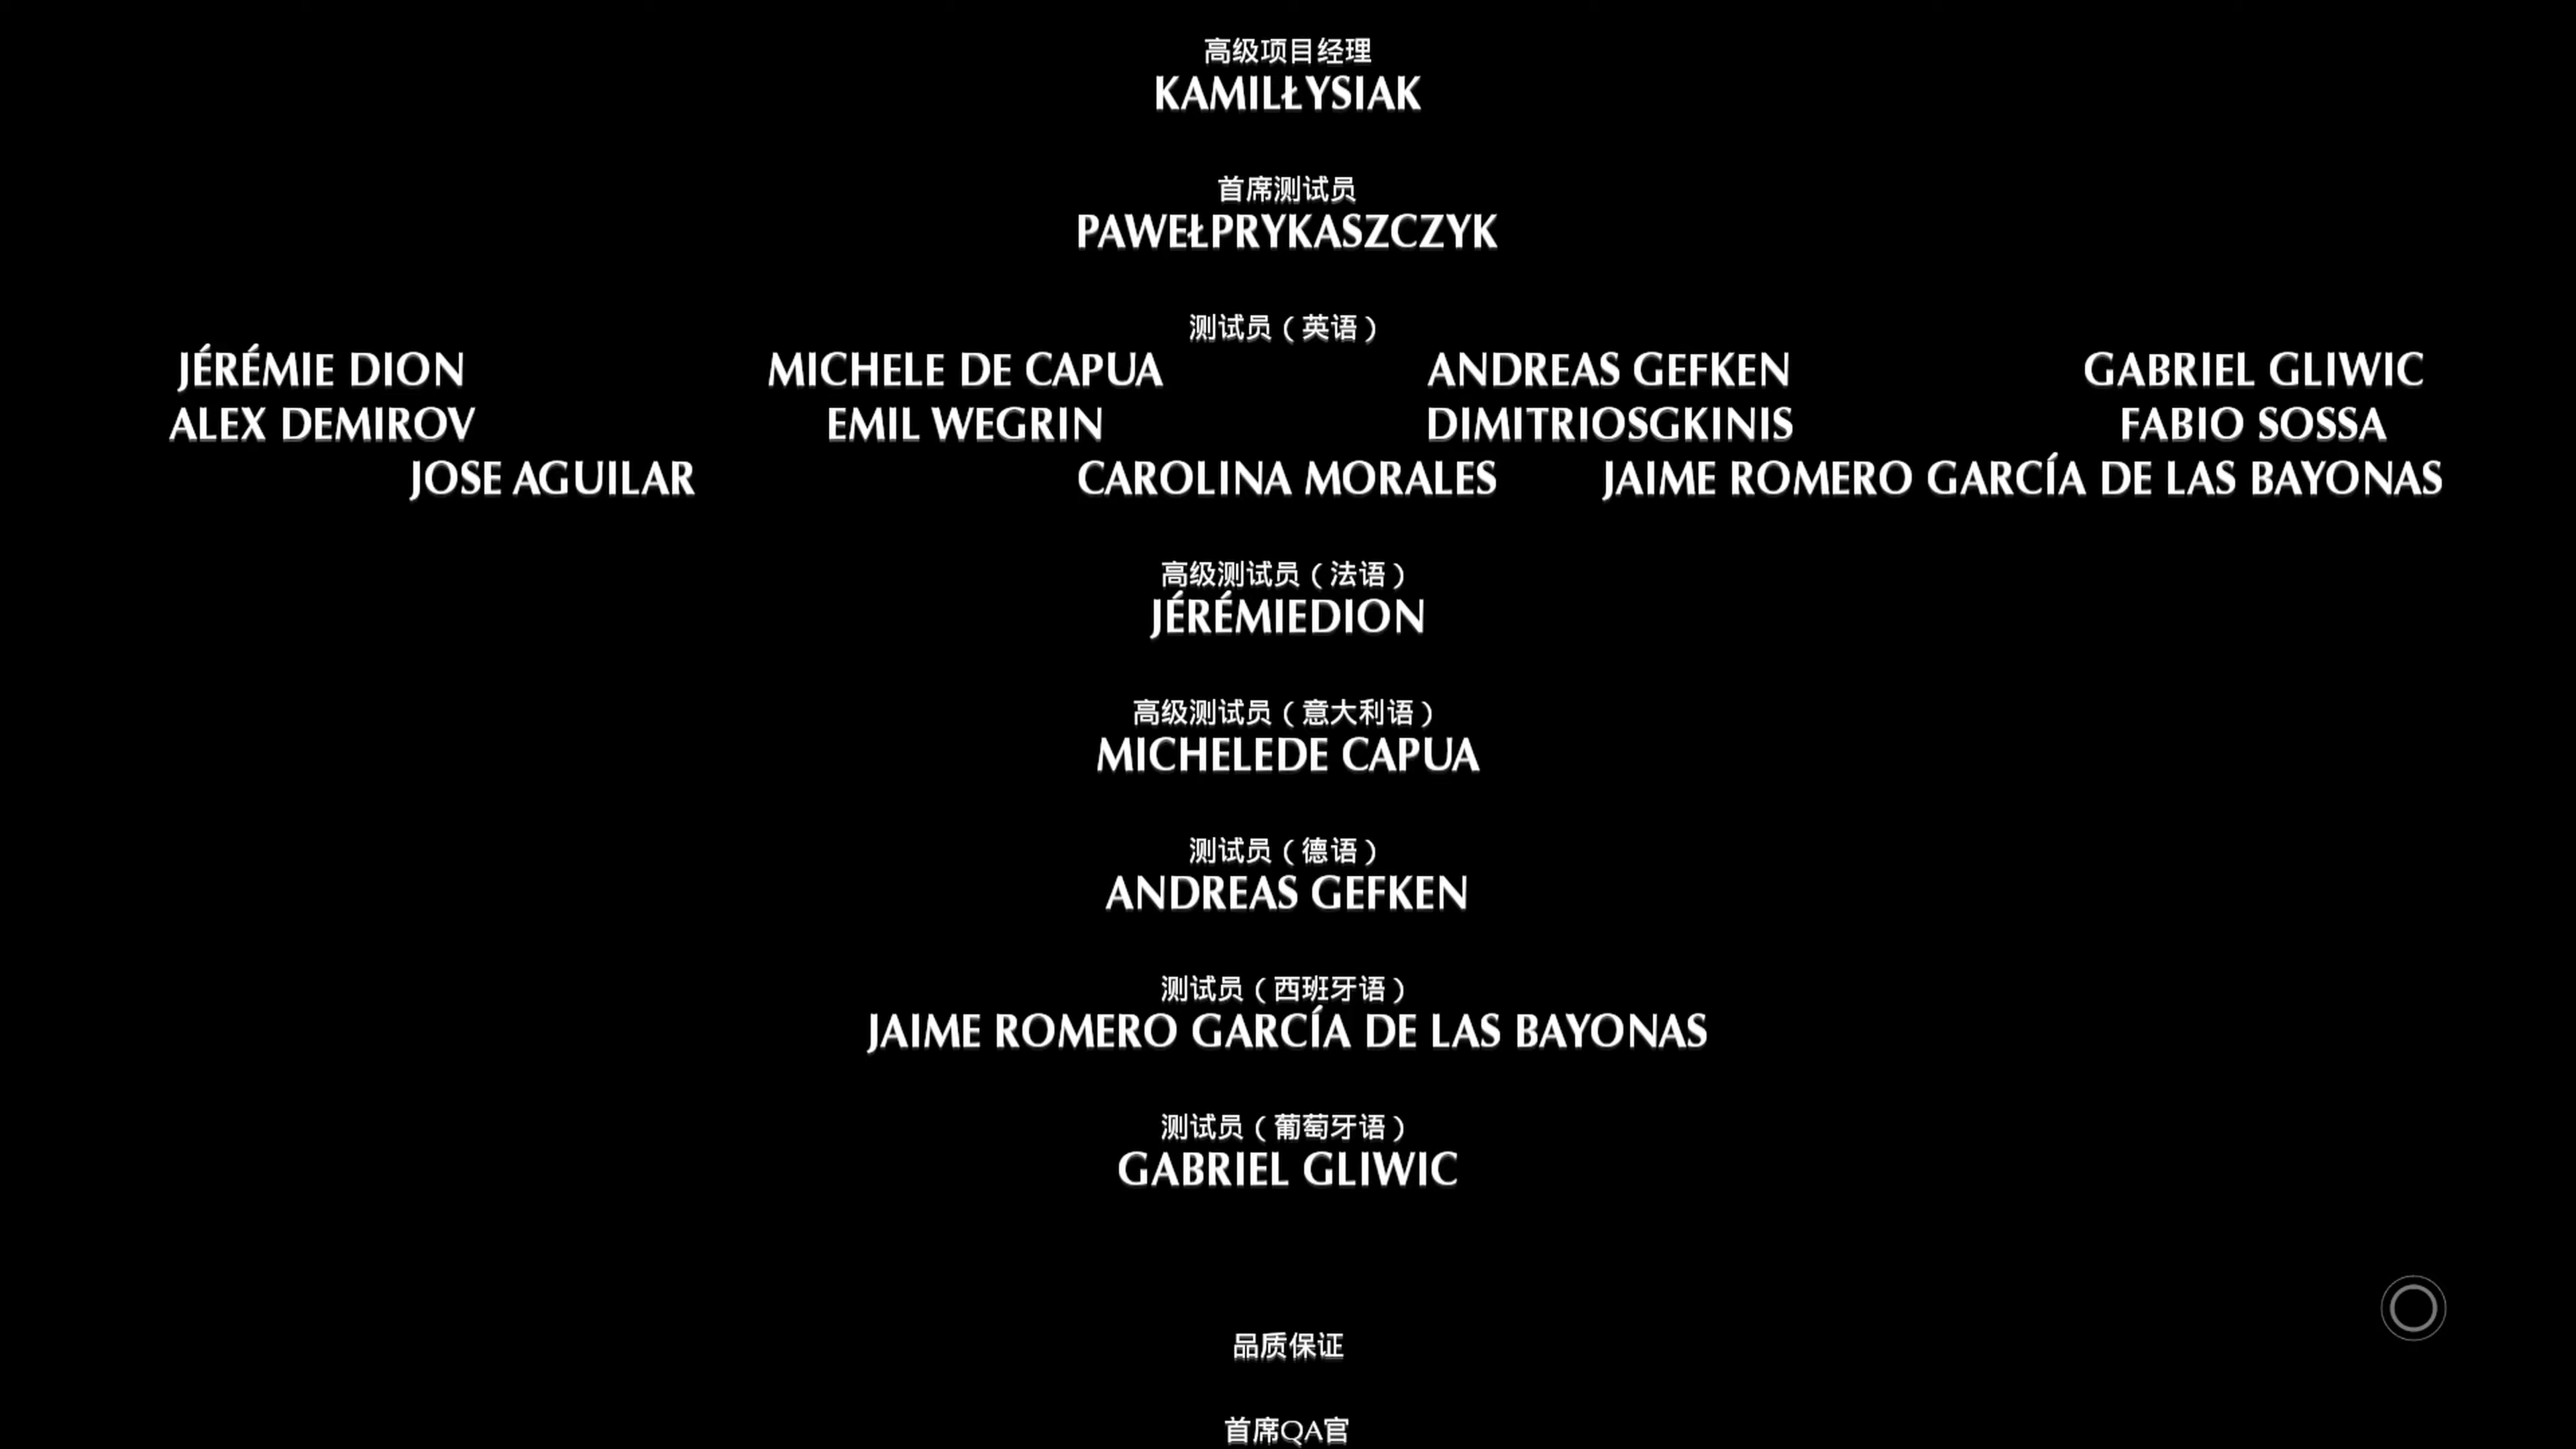 高级项目经理
KAMILŁYSIAK
首席测试员
PAWEŁPRYKASZCZYK
测试员（英语）
JÉRÉMIE DION MICHELE DE CAPUA ANDREAS GEFKEN GABRIEL GLIWIC
ALEX DEMIROV EMIL WEGRIN DIMITRIOSGKINIS FABIO SOSSA
JOSE AGUILAR CAROLINA MORALES JAIME ROMERO GARCÍA DE LAS BAYONAS
高级测试员（法语）
JÉRÉMIEDION
高级测试员（意大利语）
MICHELEDE CAPUA
测试员（德语）
ANDREAS GEFKEN
测试员（西班牙语）
JAIME ROMERO GARCÍA DE LAS BAYONAS
测试员（葡萄牙语）
GABRIEL GLIWIC
品质保证
首席QA官